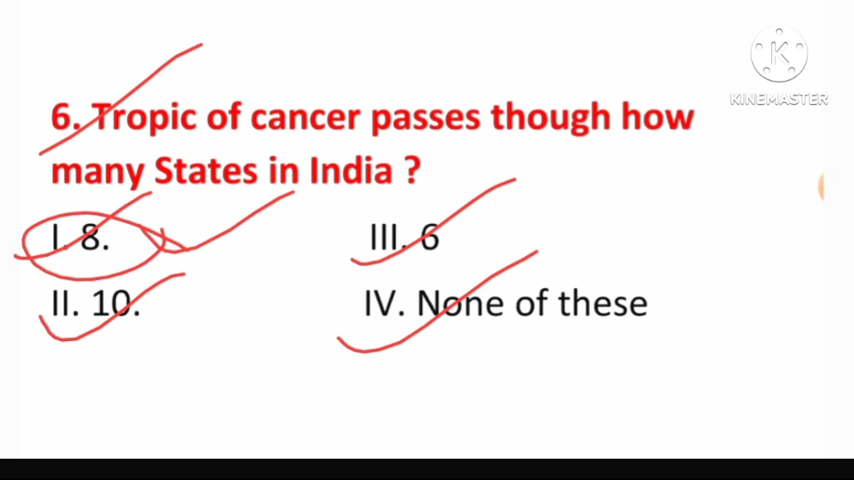 KINEMASTER
6. Tropic of cancer passes though how
many States in India ?
I. 8. III. 6
II. 10. IV. None of these